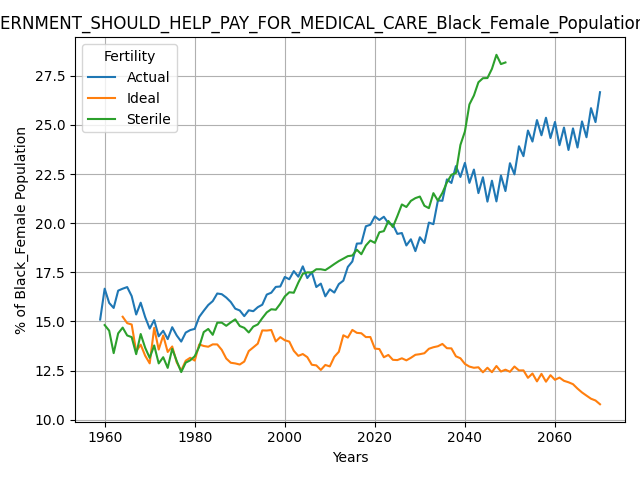 ERNMENT_SHOULD_HELP_PAY_FOR_MEDICAL_CARE_Black_Female_Population
Fertility
Actual
Ideal
Sterile
% of Black_Female Population
27.5
25.0
22.5
20.0
17.5
15.0
12.5
10.0
1960 1980 2000 2020 2040 2060
Years